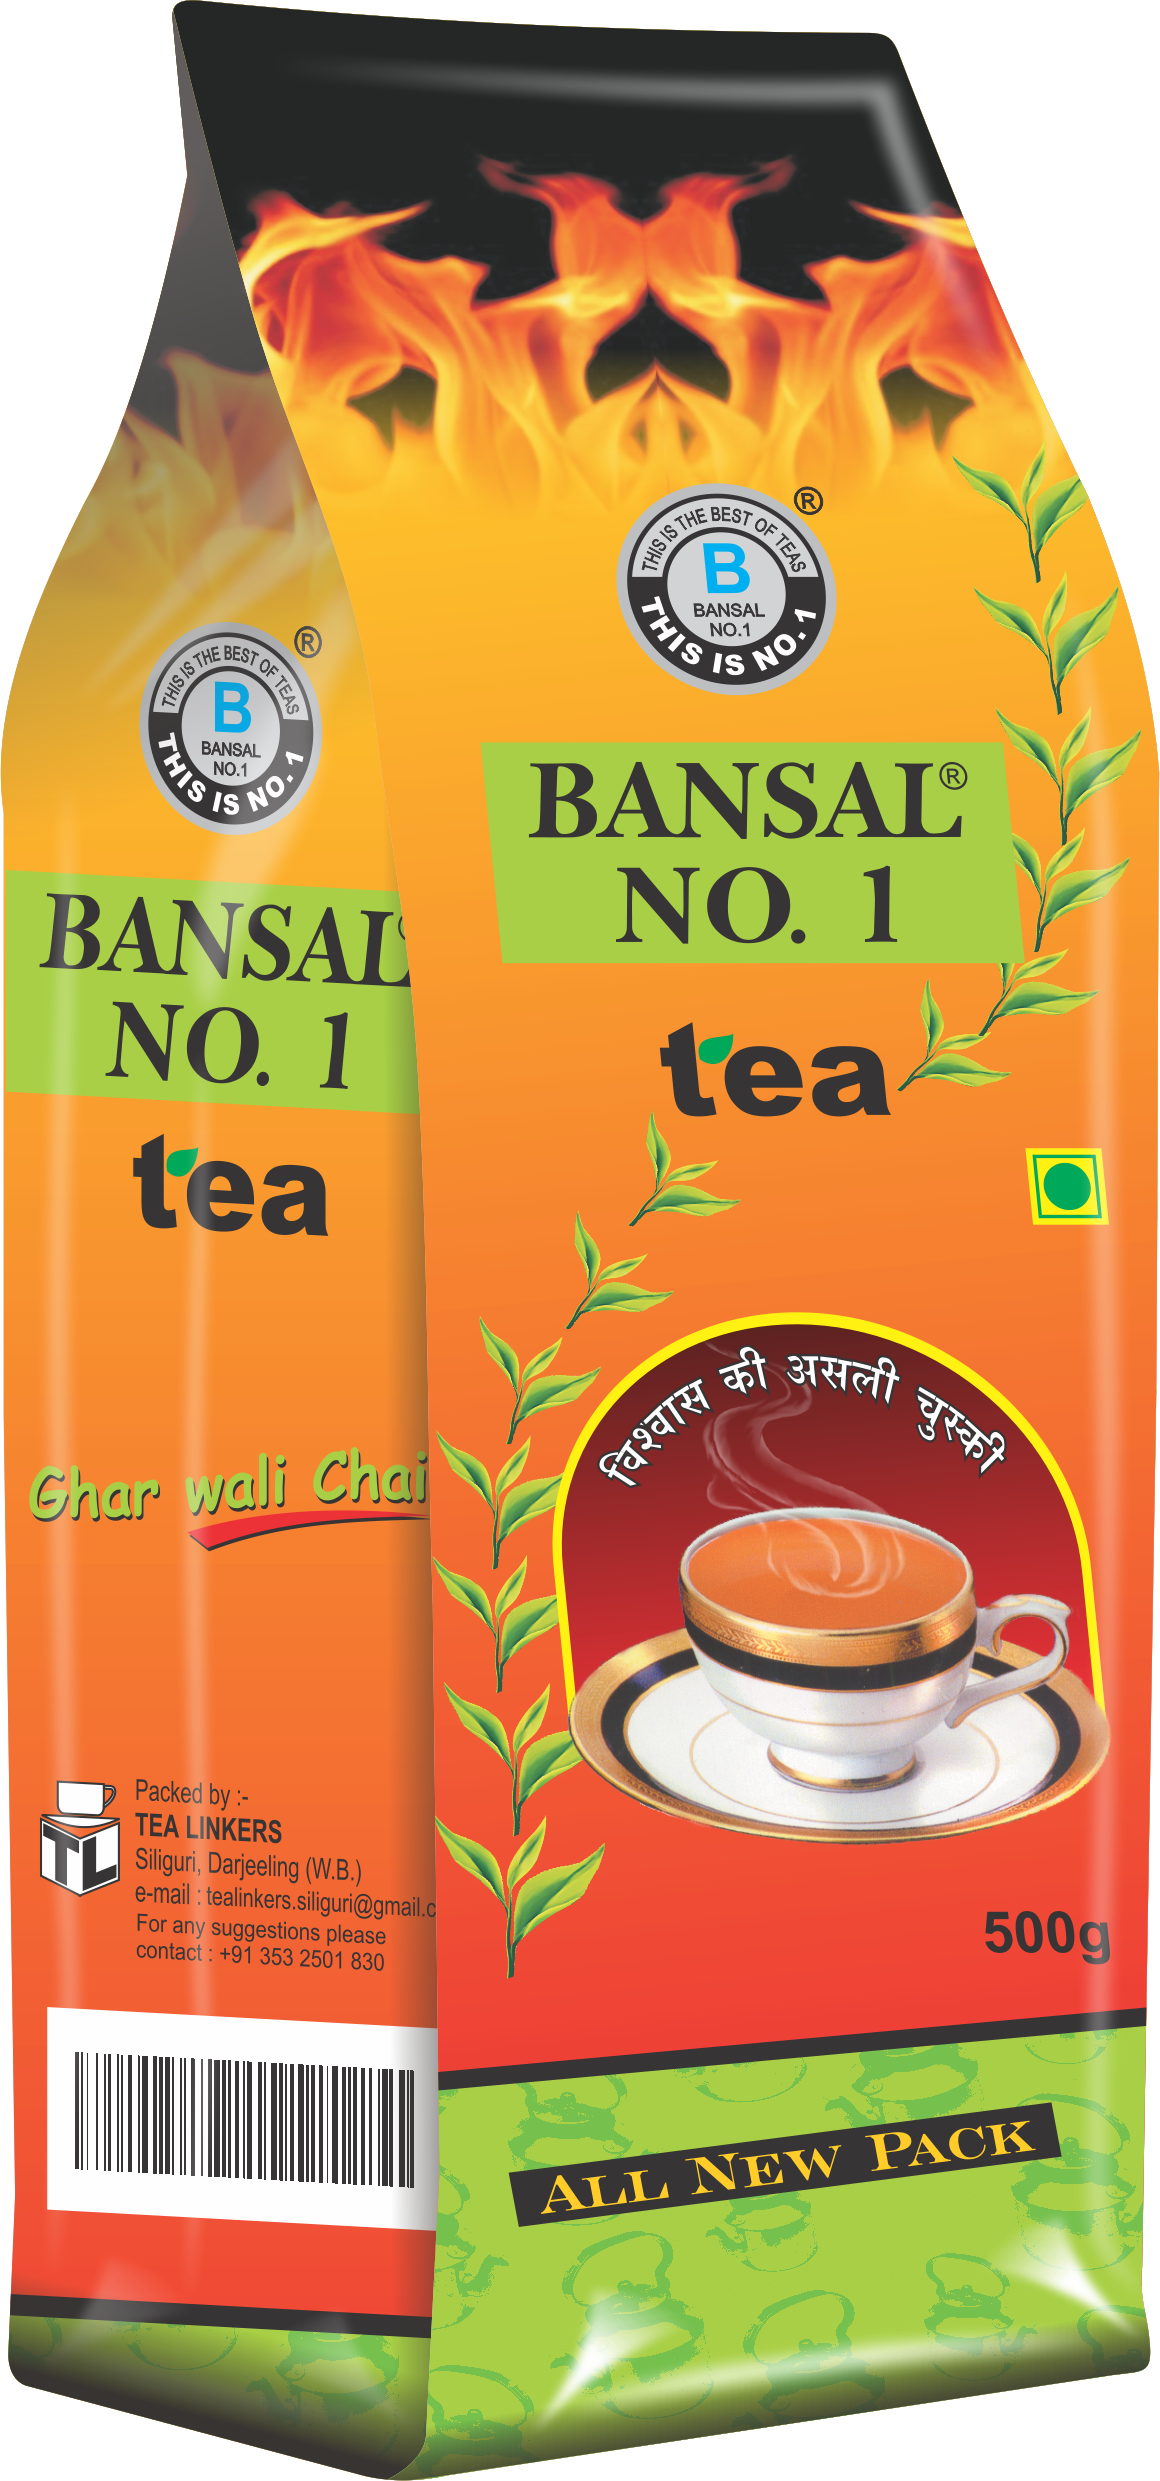 THIS IS THE BEST OF TEAS
B
BANSAL
NO.1
THIS IS NO.1
®
BANSAL®
NO. 1
tea
विश्वास की असली चुस्की
500g
ALL NEW PACK
THIS IS THE BEST OF TEAS
B
BANSAL
NO.1
THIS IS NO.1
®
BANSAL
NO. 1
tea
Ghar wali Chai
TL
Packed by :-
TEA LINKERS
Siliguri, Darjeeling (W.B.)
e-mail : tealinkers.siliguri@gmail.c
For any suggestions please
contact : +91 353 2501 830